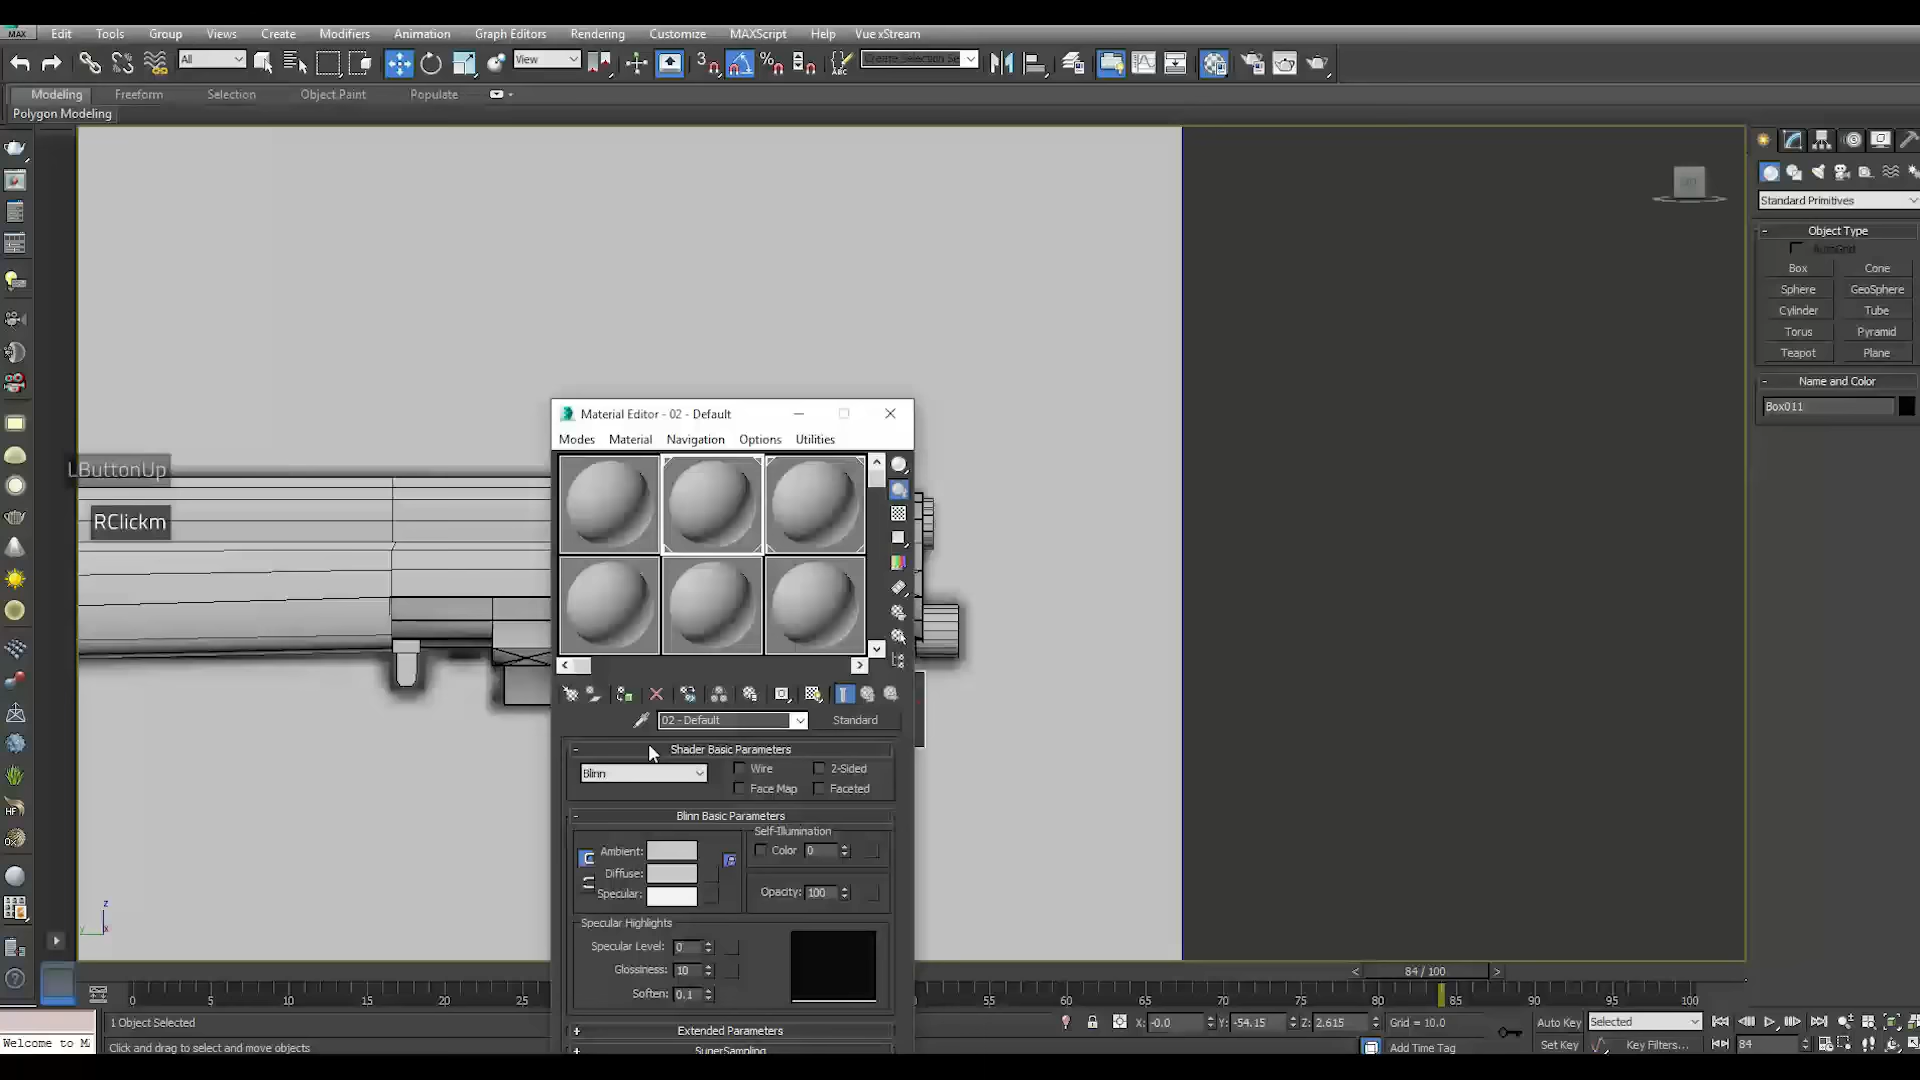 MAX
Edit Tools Group Views Create Modifiers Animation Graph Editors Rendering Customize MAXScript Help Vue xStream
All
View
3
Modeling Freeform Selection Object Paint Populate
Polygon Modeling
Standard Primitives
- Object Type
AutoGrid
Box Cone
Sphere GeoSphere
Cylinder Tube
Torus Pyramid
Teapot Plane
- Name and Color
Box011
LButtonUp
RClickm
Material Editor - 02 - Default
Modes Material Navigation Options Utilities
02 - Default Standard
- Shader Basic Parameters
Blinn Wire 2-Sided
Face Map Faceted
- Blinn Basic Parameters
Self-Illumination
Ambient: Color 0
Diffuse:
Specular: Opacity: 100
Specular Highlights
Specular Level: 0
Glossiness: 10
Soften: 0.1
+ Extended Parameters
+ SuperSampling
z
y x
HF
< 84 / 100 >
0 5 10 15 20 25 55 60 65 70 75 80 85 90 95 100
1 Object Selected X: -0.0 Y: -54.15 Z: 2.615 Grid = 10.0 Auto Key Selected
Welcome to MA Click and drag to select and move objects Add Time Tag Set Key Key Filters... 84